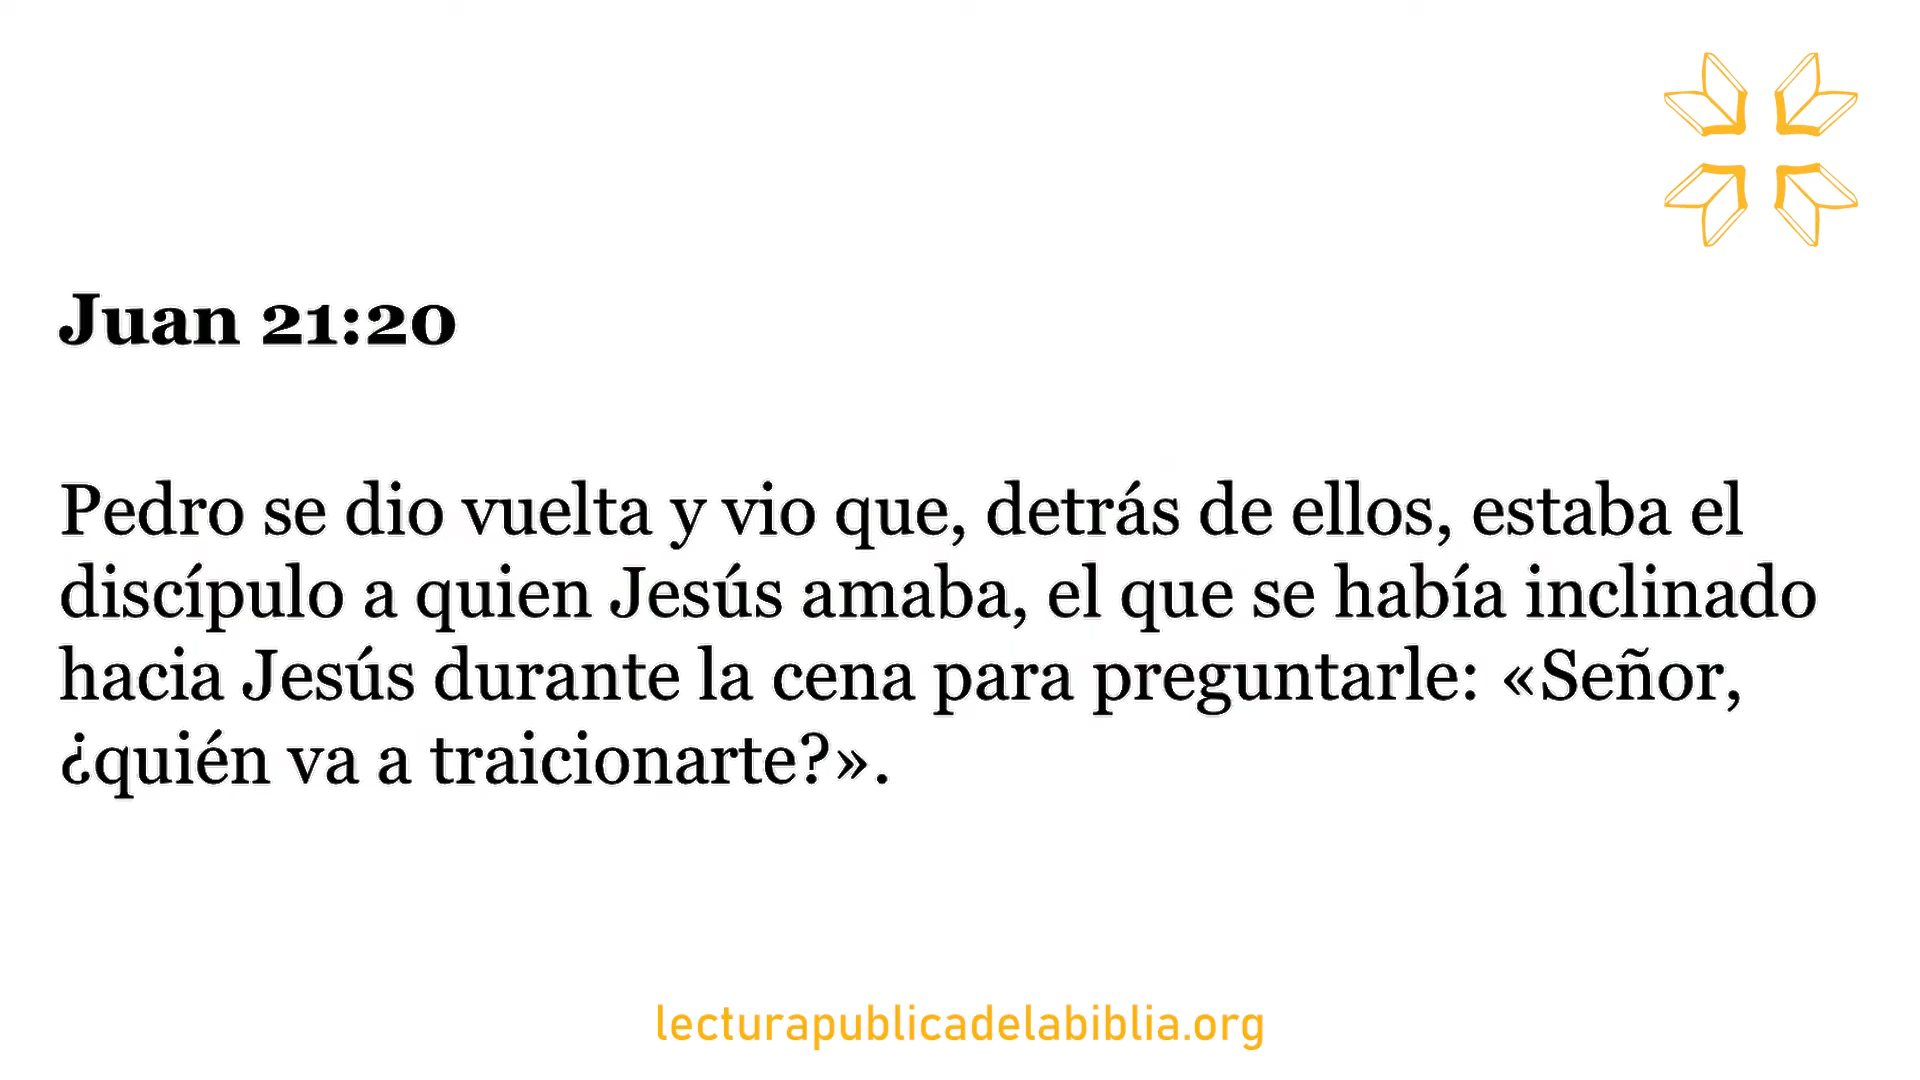 Juan 21:20
Pedro se dio vuelta y vio que, detrás de ellos, estaba el
discípulo a quien Jesús amaba, el que se había inclinado
hacia Jesús durante la cena para preguntarle: «Señor,
¿quién va a traicionarte?».
lecturapublicadelabiblia.org